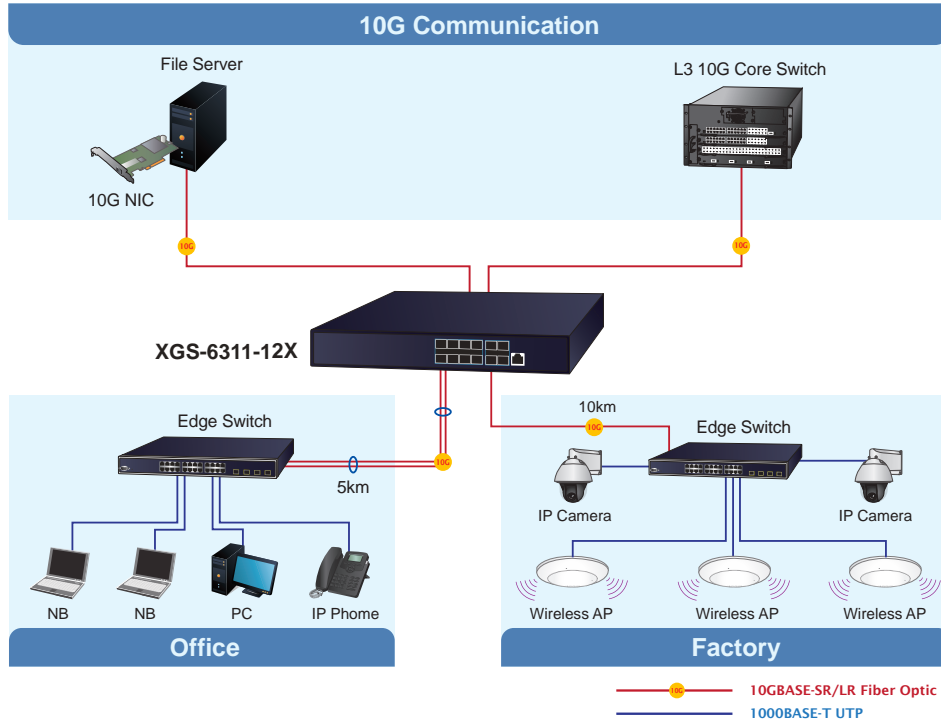 10G Communication
File Server
L3 10G Core Switch
10G NIC
10G
10G
XGS-6311-12X
10km
10G
Edge Switch
Edge Switch
10G
5km
IP Camera
IP Camera
NB
NB
PC
IP Phome
Wireless AP
Wireless AP
Wireless AP
Office
Factory
10G
10GBASE-SR/LR Fiber Optic
1000BASE-T UTP